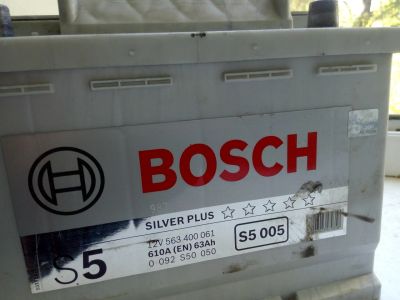 BOSCH
SILVER PLUS
S5
12V 563 400 061
610A (EN) 63Ah
0 092 S50 050
S5 005